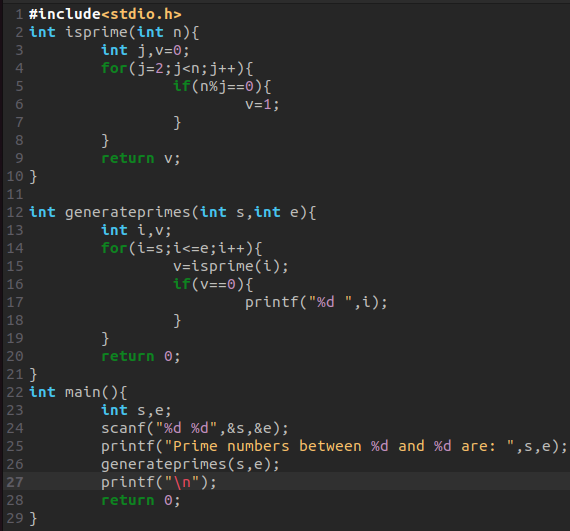 1 #include<stdio.h>
2 int isprime(int n){
3         int j,v=0;
4         for(j=2;j<n;j++){
5                 if(n%j==0){
6                         v=1;
7                 }
8         }
9         return v;
10 }
11
12 int generateprimes(int s,int e){
13         int i,v;
14         for(i=s;i<=e;i++){
15                 v=isprime(i);
16                 if(v==0){
17                         printf("%d ",i);
18                 }
19         }
20         return 0;
21 }
22 int main(){
23         int s,e;
24         scanf("%d %d",&s,&e);
25         printf("Prime numbers between %d and %d are: ",s,e);
26         generateprimes(s,e);
27         printf("\n");
28         return 0;
29 }